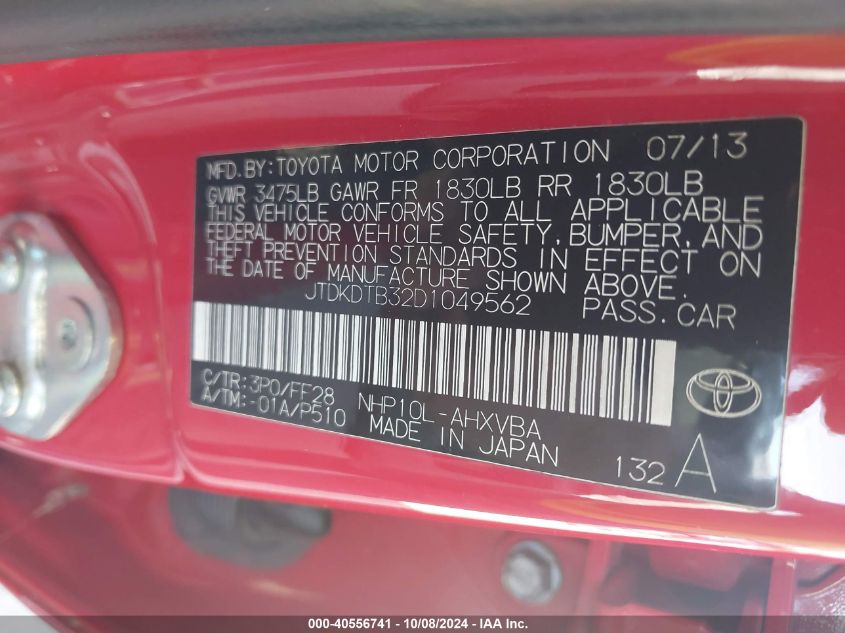 MFD.BY:TOYOTA MOTOR CORPORATION 07/13
GVWR 3475LB GAWR FR 1830LB RR 1830LB
THIS VEHICLE CONFORMS TO ALL APPLICABLE
FEDERAL MOTOR VEHICLE SAFETY,BUMPER,AND
THEFT PREVENTION STANDARDS IN EFFECT ON
THE DATE OF MANUFACTURE SHOWN ABOVE.
JTDKDTB32D1049562 PASS.CAR
C/TR:3P0/FF28 NHP10L-AHXVBA
A/TM:-01A/P510 MADE IN JAPAN
132 A
000-40556741 - 10/08/2024 - IAA Inc.